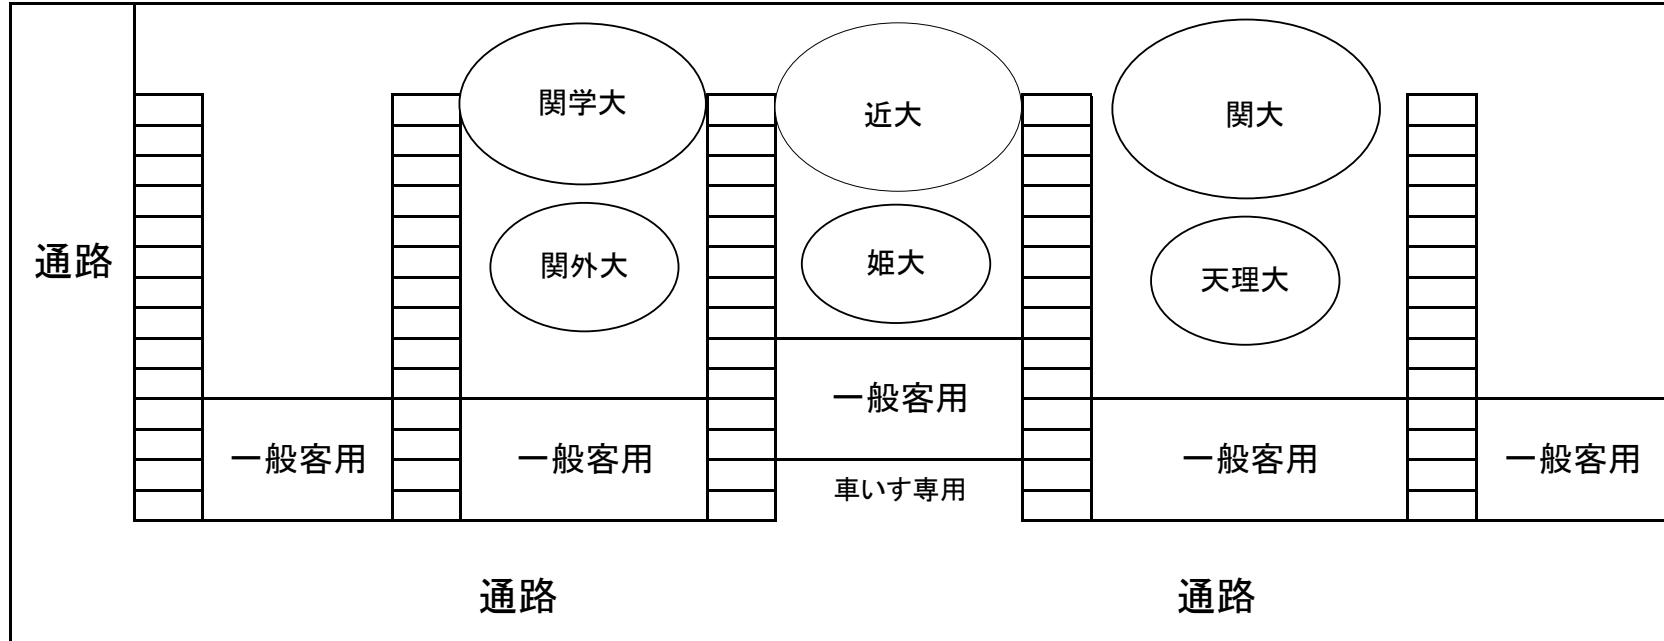 関学大
近大
関大
通路
関外大
姫大
天理大
一般客用
一般客用
一般客用
一般客用
一般客用
車いす専用
通路
通路